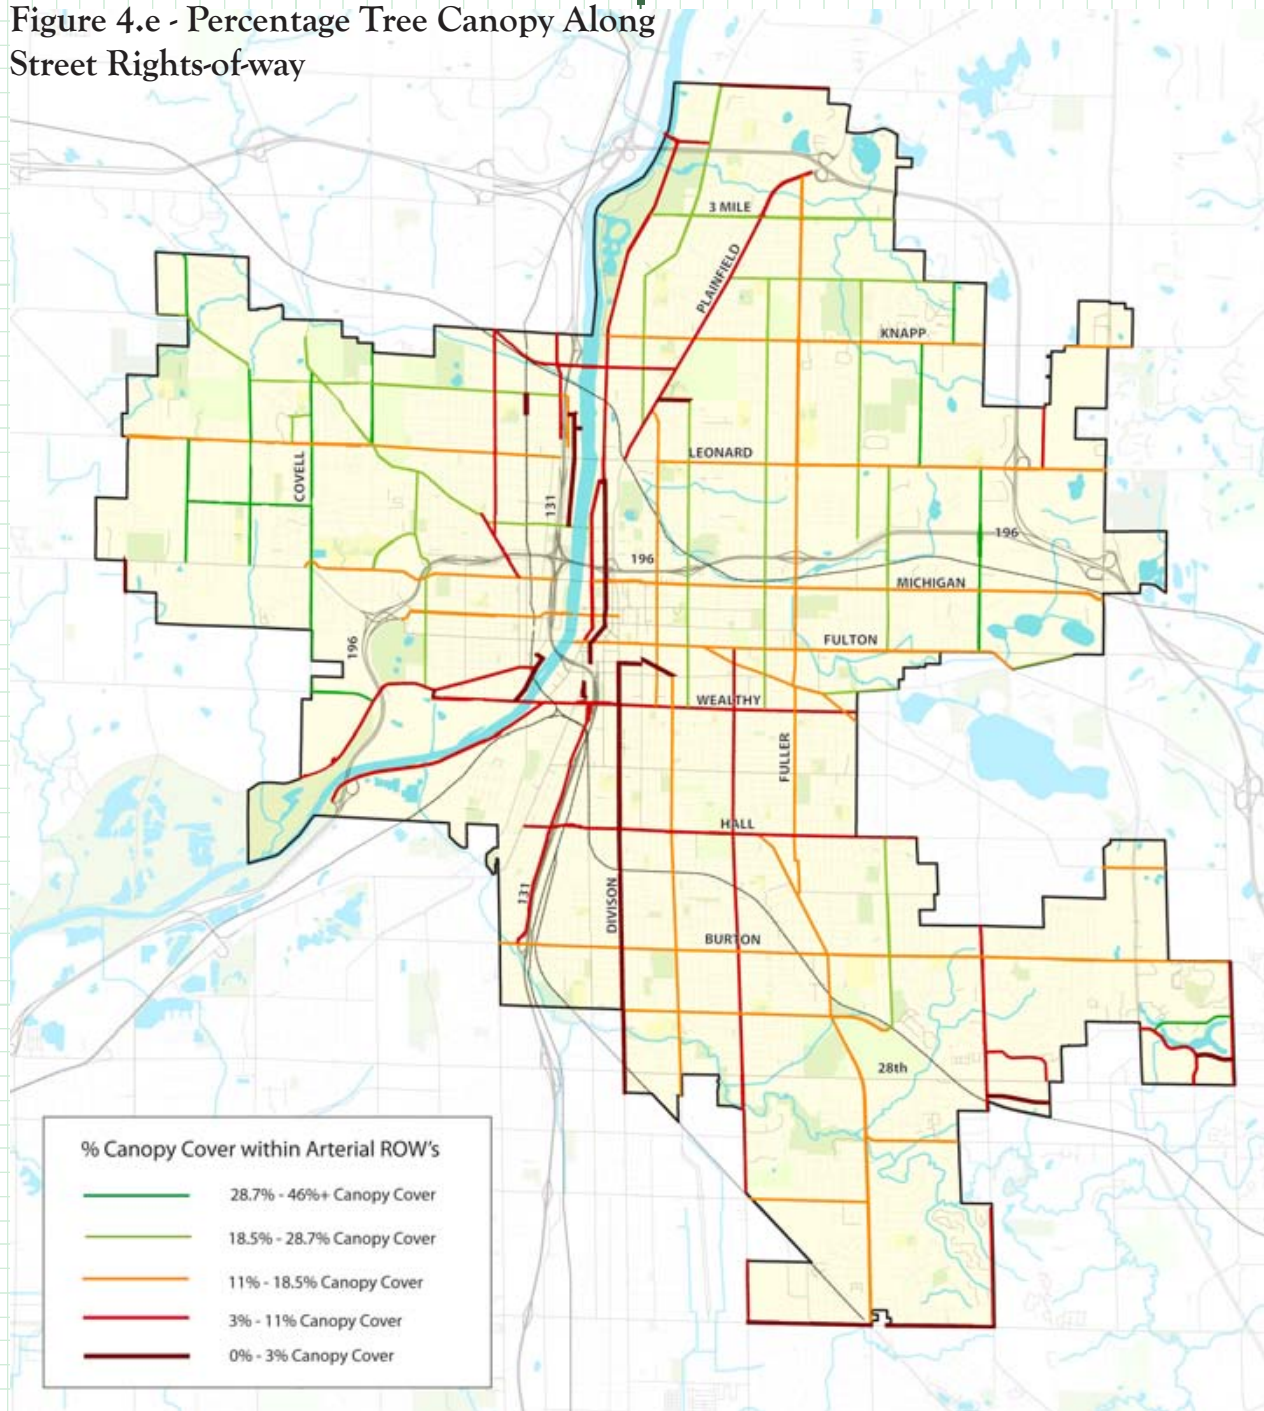 Figure 4.e - Percentage Tree Canopy Along
Street Rights-of-way
3 MILE
PLAINFIELD
KNAPP
LEONARD
COVELL
131
196
196
MICHIGAN
FULTON
196
WEALTHY
FULLER
HALL
131
DIVISON
BURTON
28th
% Canopy Cover within Arterial ROW's
28.7% - 46%+ Canopy Cover
18.5% - 28.7% Canopy Cover
11% - 18.5% Canopy Cover
3% - 11% Canopy Cover
0% - 3% Canopy Cover